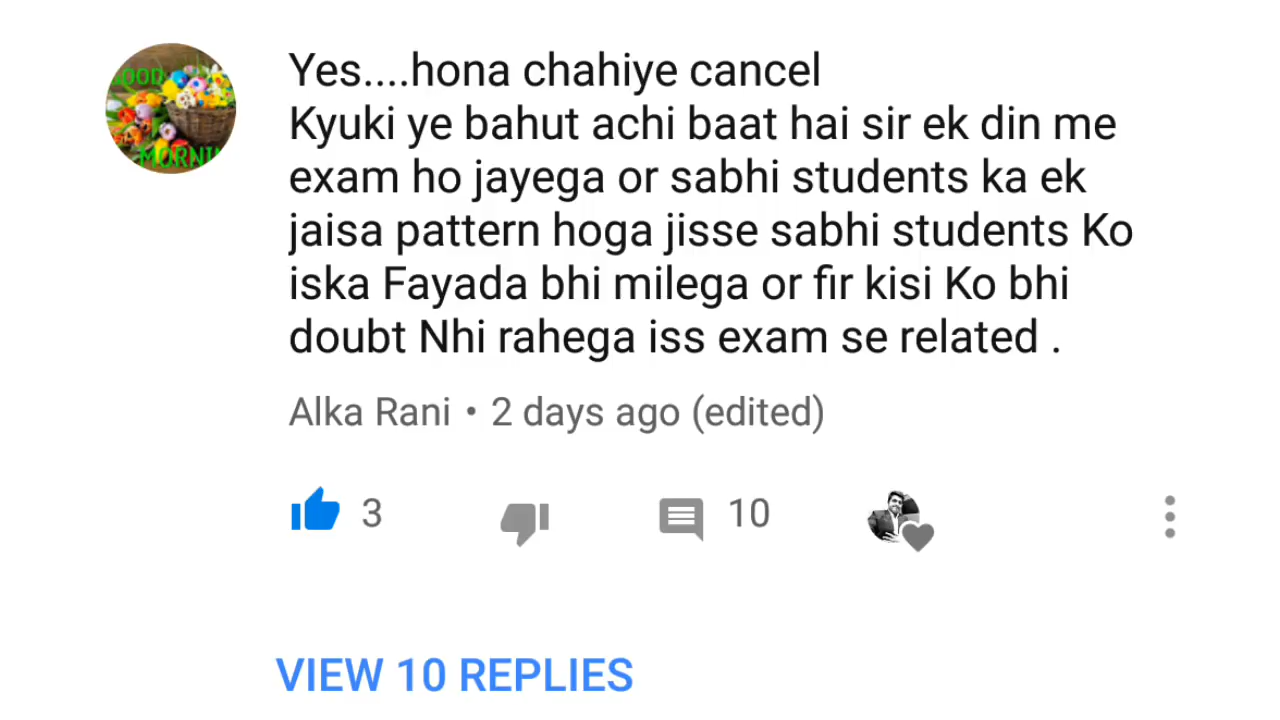 GOOD
MORNIN
Yes....hona chahiye cancel
Kyuki ye bahut achi baat hai sir ek din me
exam ho jayega or sabhi students ka ek
jaisa pattern hoga jisse sabhi students Ko
iska Fayada bhi milega or fir kisi Ko bhi
doubt Nhi rahega iss exam se related .
Alka Rani • 2 days ago (edited)
3 10
VIEW 10 REPLIES